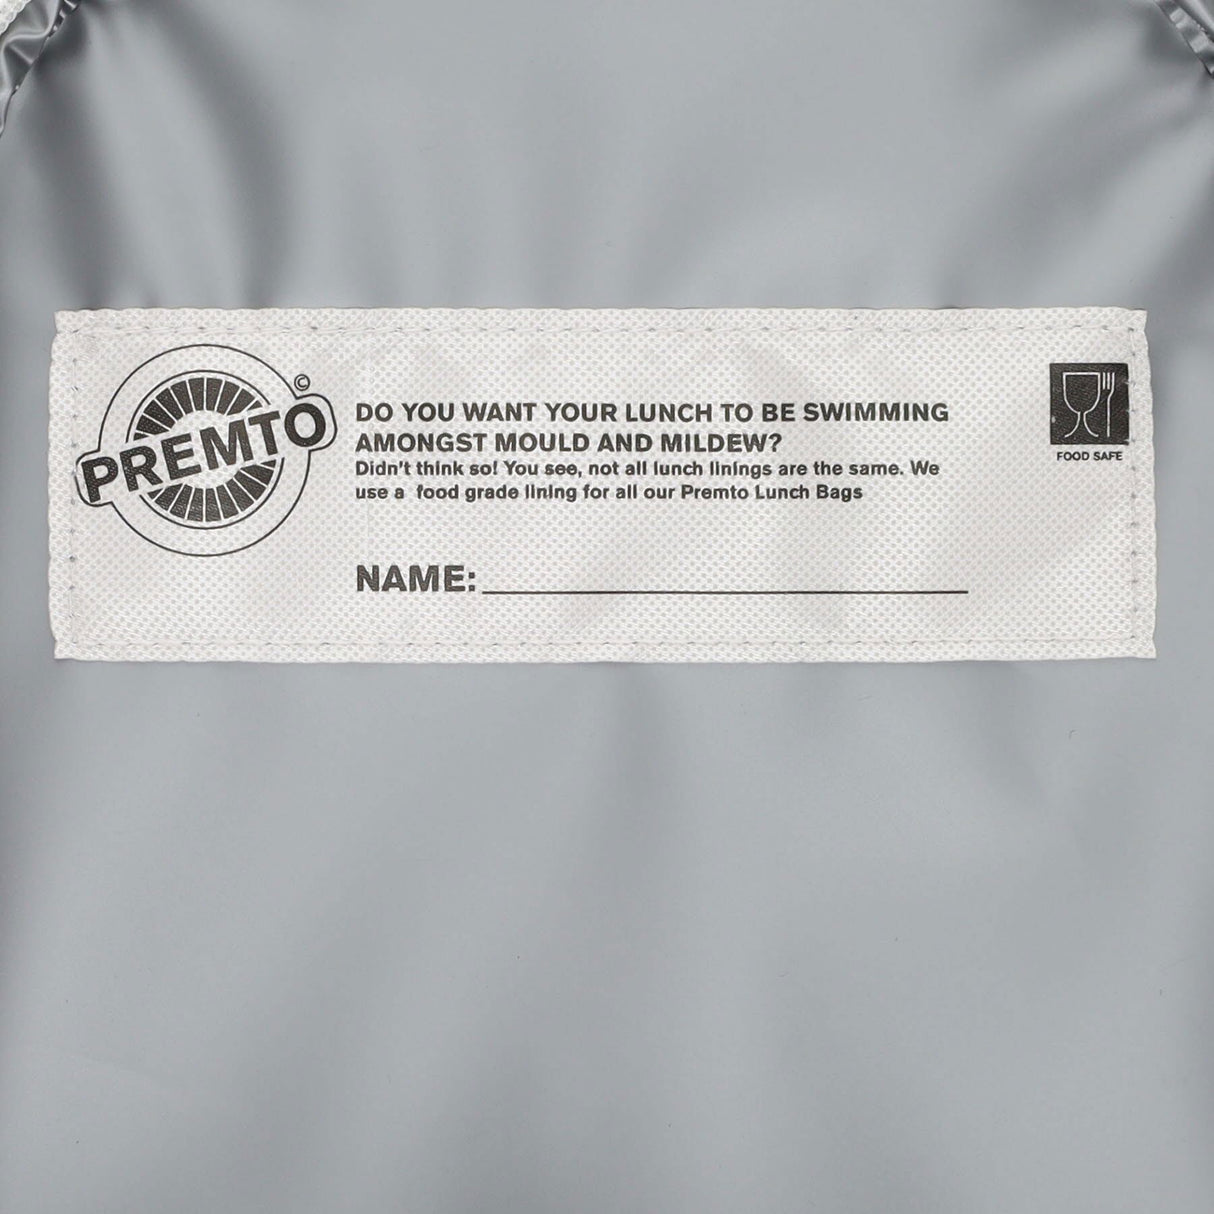 PREMTO ©
DO YOU WANT YOUR LUNCH TO BE SWIMMING
AMONGST MOULD AND MILDEW?
Didn't think so! You see, not all lunch linings are the same. We
use a food grade lining for all our Premto Lunch Bags
NAME:
FOOD SAFE